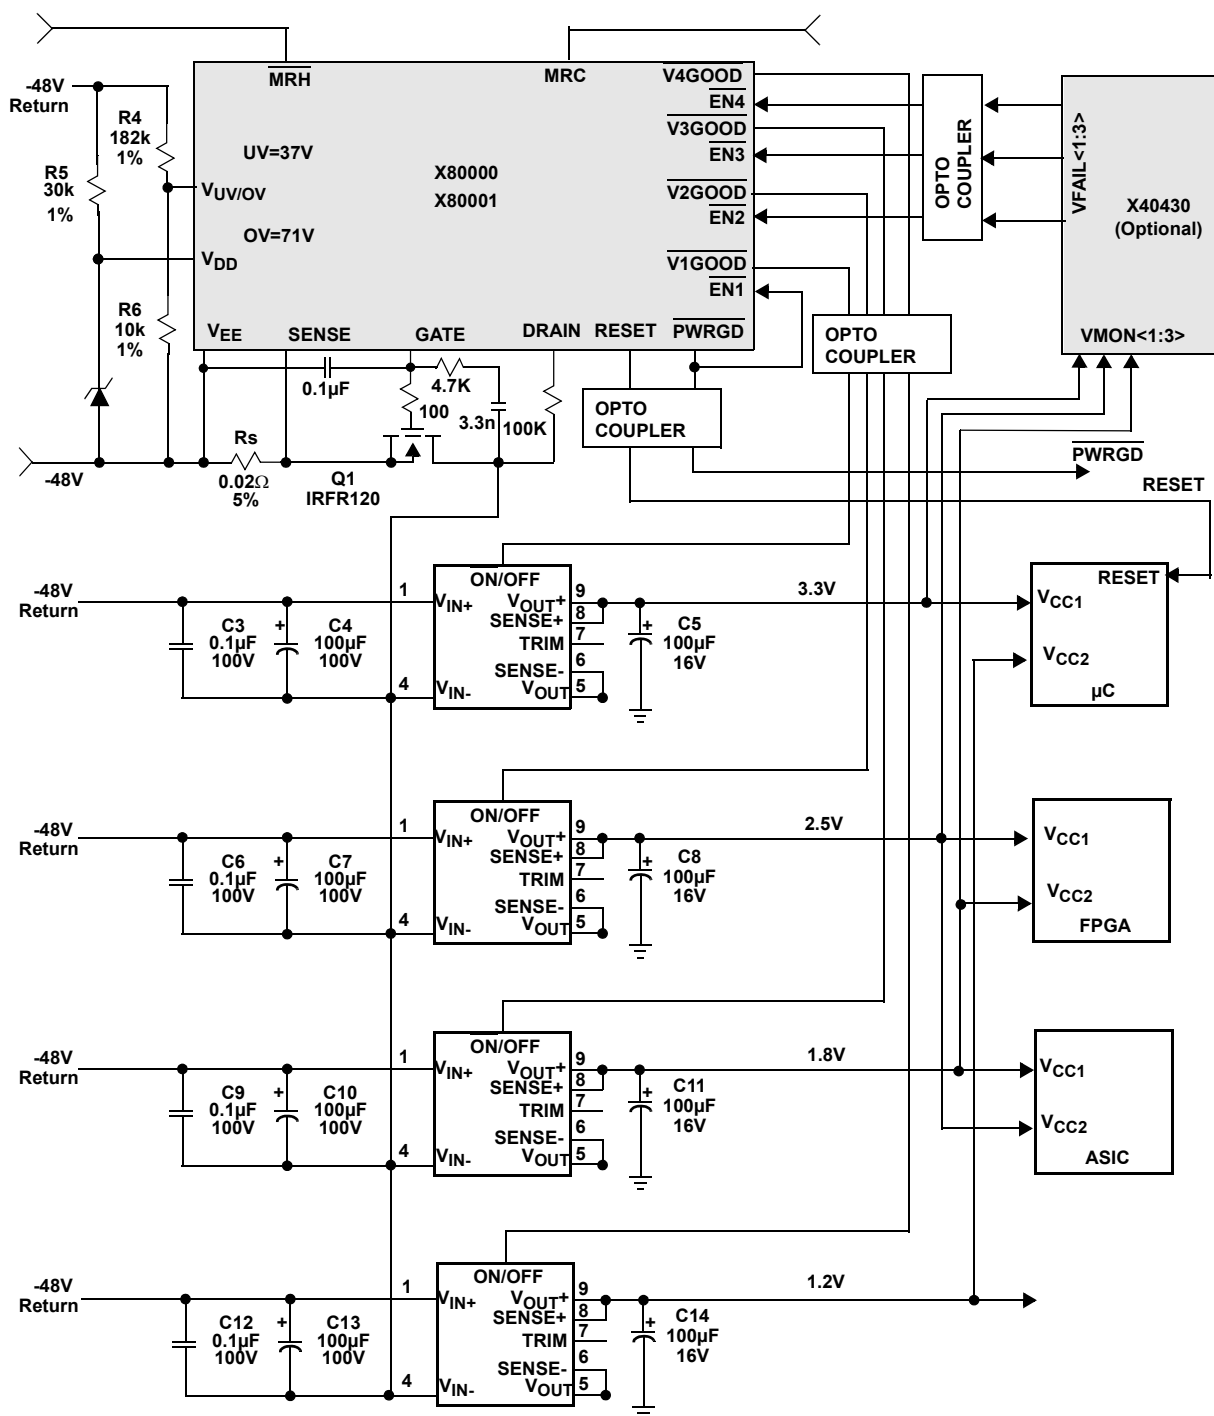 MRH
MRC
-48V
Return
R4
182k
1%
R5
30k
1%
R6
10k
1%
UV=37V
VUV/OV
OV=71V
VDD
X80000
X80001
V4GOOD
EN4
V3GOOD
EN3
V2GOOD
EN2
V1GOOD
EN1
VEE
SENSE
GATE
DRAIN
RESET
PWRGD
OPTO
COUPLER
VFAIL<1:3>
X40430
(Optional)
VMON<1:3>
OPTO
COUPLER
0.1µF
4.7K
100
3.3n
100K
OPTO
COUPLER
Rs
0.02Ω
5%
Q1
IRFR120
-48V
PWRGD
RESET
-48V
Return
C3
0.1µF
100V
+
C4
100µF
100V
1
4
ON/OFF
VIN+
VIN-
VOUT+
SENSE+
TRIM
SENSE-
VOUT
9
8
7
6
5
+
C5
100µF
16V
3.3V
RESET
VCC1
VCC2
µC
-48V
Return
C6
0.1µF
100V
+
C7
100µF
100V
1
4
ON/OFF
VIN+
VIN-
VOUT+
SENSE+
TRIM
SENSE-
VOUT
9
8
7
6
5
+
C8
100µF
16V
2.5V
VCC1
VCC2
FPGA
-48V
Return
C9
0.1µF
100V
+
C10
100µF
100V
1
4
ON/OFF
VIN+
VIN-
VOUT+
SENSE+
TRIM
SENSE-
VOUT
9
8
7
6
5
+
C11
100µF
16V
1.8V
VCC1
VCC2
ASIC
-48V
Return
C12
0.1µF
100V
+
C13
100µF
100V
1
4
ON/OFF
VIN+
VIN-
VOUT+
SENSE+
TRIM
SENSE-
VOUT
9
8
7
6
5
+
C14
100µF
16V
1.2V